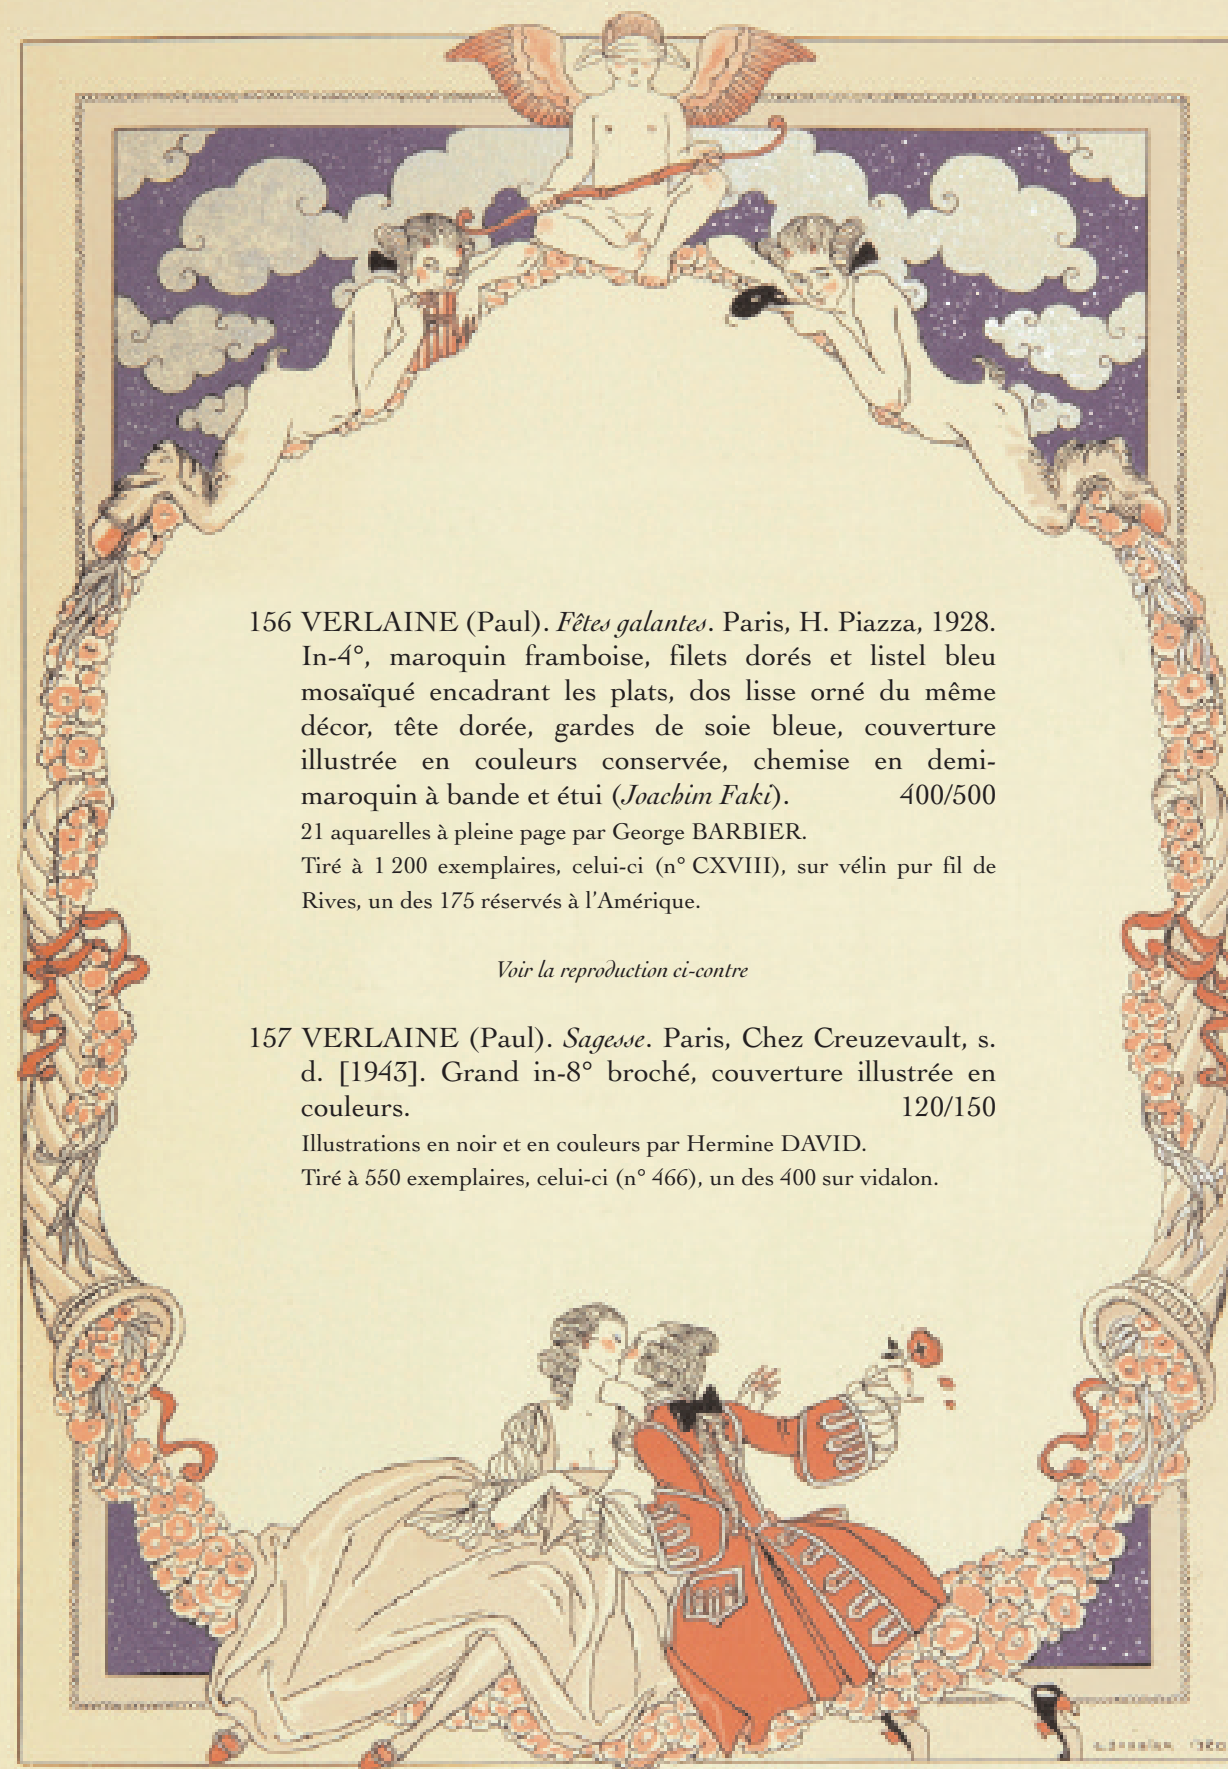 156 VERLAINE (Paul). Fêtes galantes. Paris, H. Piazza, 1928.
In-4°, maroquin framboise, filets dorés et listel bleu
mosaïqué encadrant les plats, dos lisse orné du même
décor, tête dorée, gardes de soie bleue, couverture
illustrée en couleurs conservée, chemise en demi-
maroquin à bande et étui (Joachim Faki). 400/500
21 aquarelles à pleine page par George BARBIER.
Tiré à 1 200 exemplaires, celui-ci (n° CXVIII), sur vélin pur fil de
Rives, un des 175 réservés à l'Amérique.
Voir la reproduction ci-contre
157 VERLAINE (Paul). Sagesse. Paris, Chez Creuzevault, s.
d. [1943]. Grand in-8° broché, couverture illustrée en
couleurs. 120/150
Illustrations en noir et en couleurs par Hermine DAVID.
Tiré à 550 exemplaires, celui-ci (n° 466), un des 400 sur vidalon.